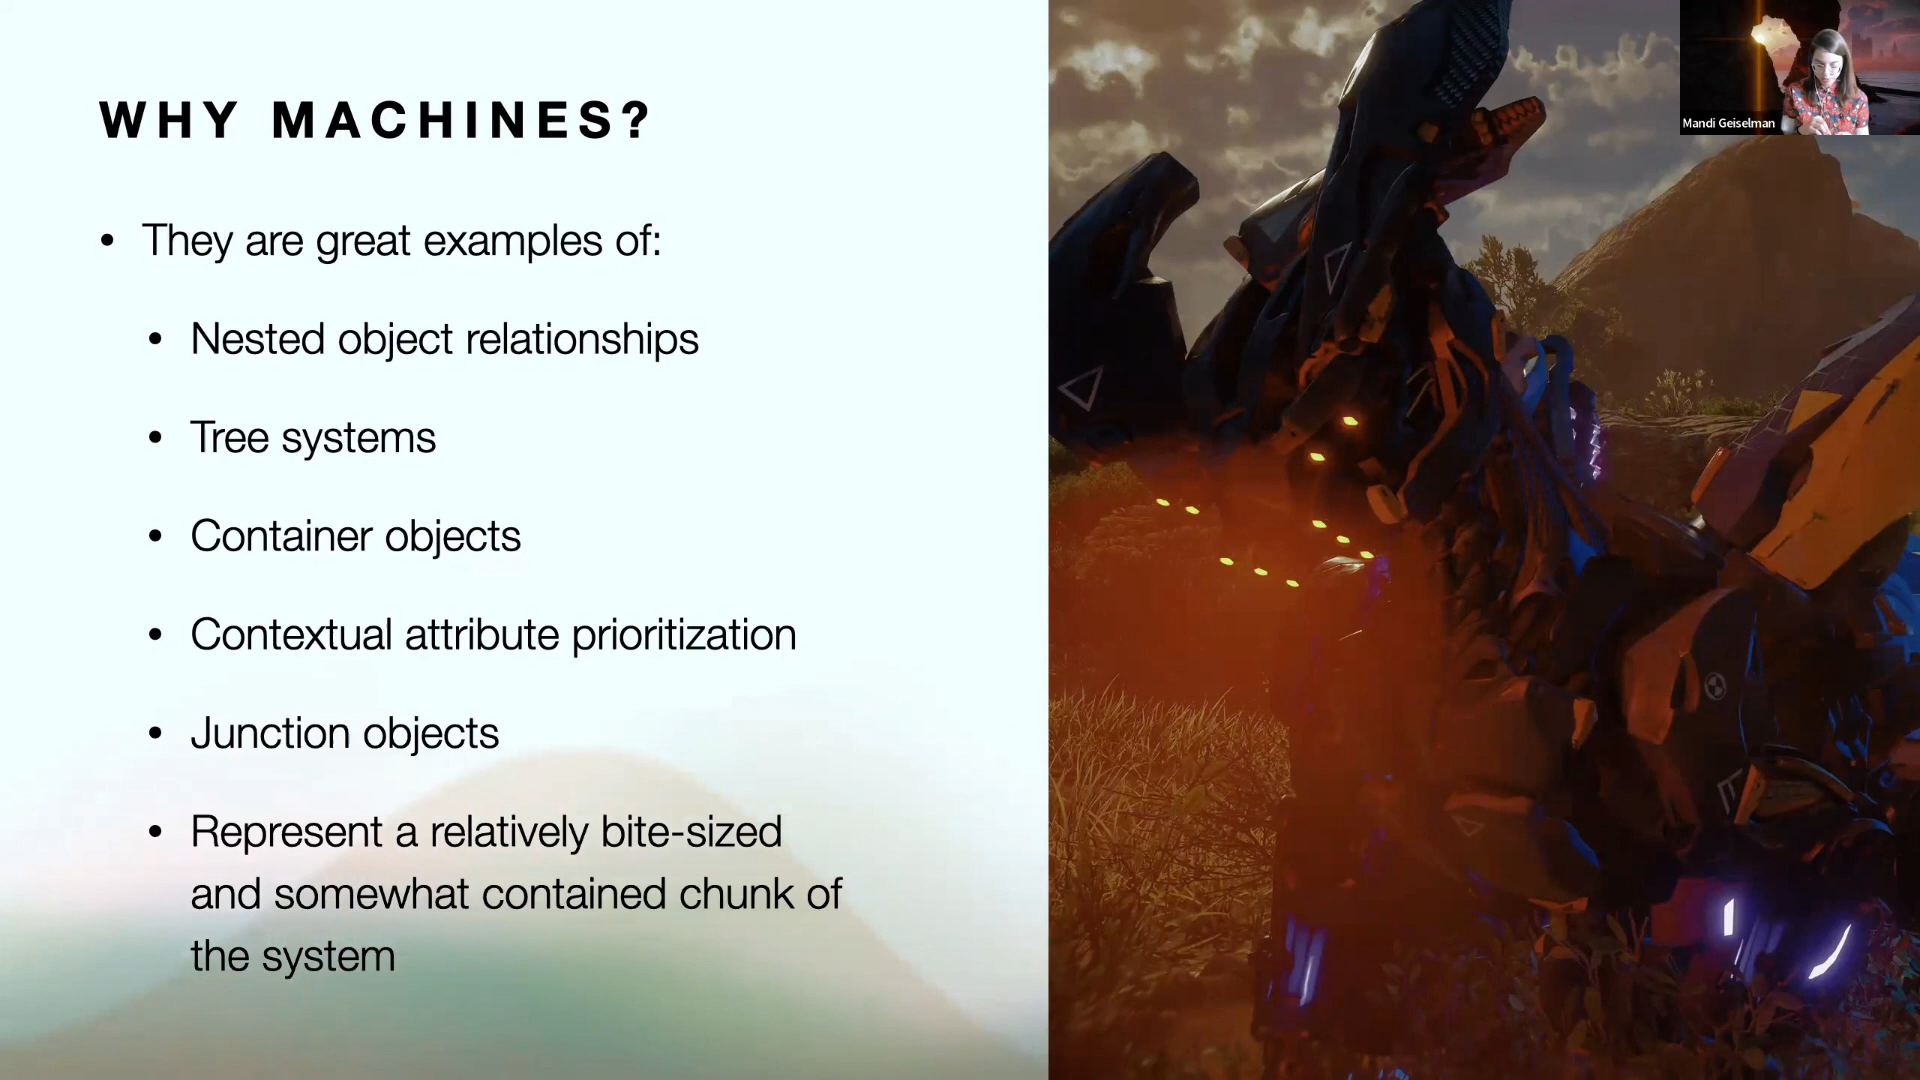 WHY MACHINES?
• They are great examples of:
• Nested object relationships
• Tree systems
• Container objects
• Contextual attribute prioritization
• Junction objects
• Represent a relatively bite-sized
and somewhat contained chunk of
the system
Mandi Geiselman